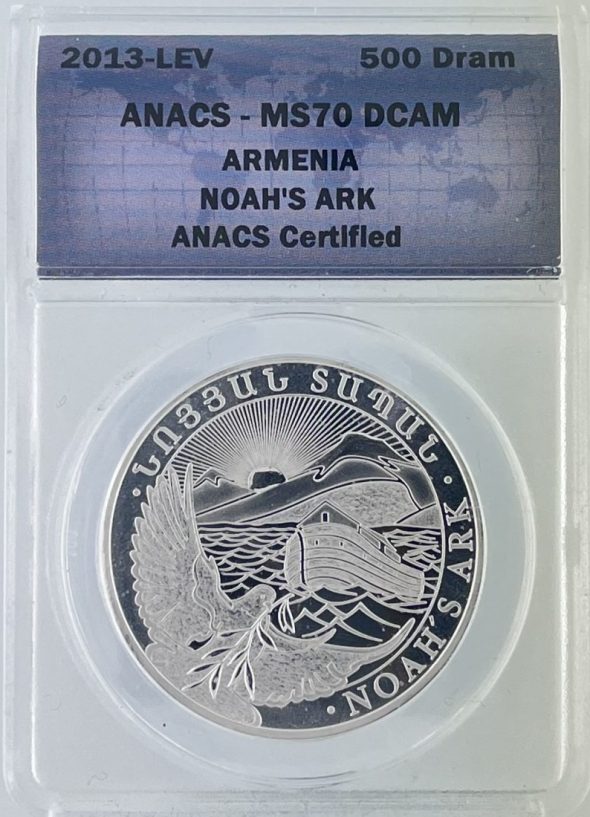 2013-LEV 500 Dram
ANACS - MS70 DCAM
ARMENIA
NOAH'S ARK
ANACS Certified
· ՆՈՅՅԱՆ ՏԱՊԱՆ ·
· NOAH'S ARK